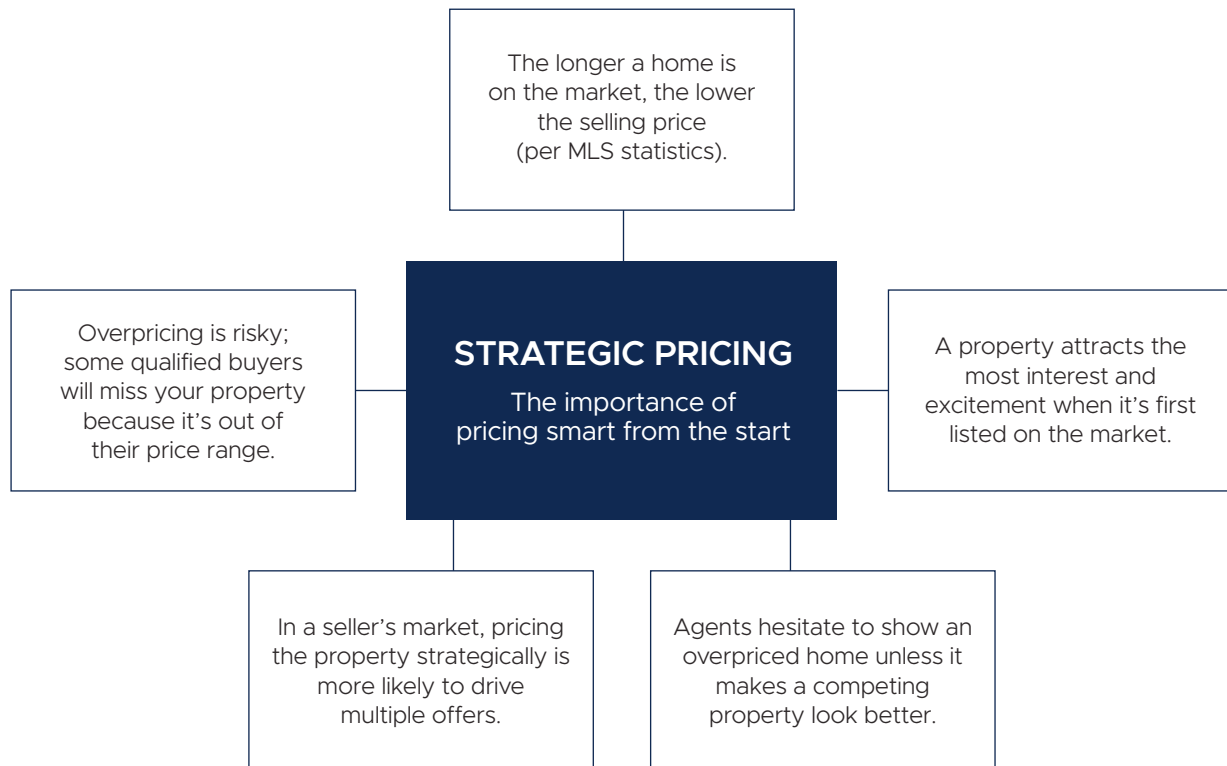 The longer a home is
on the market, the lower
the selling price
(per MLS statistics).
Overpricing is risky;
some qualified buyers
will miss your property
because it’s out of
their price range.
STRATEGIC PRICING
The importance of
pricing smart from the start
A property attracts the
most interest and
excitement when it’s first
listed on the market.
In a seller’s market, pricing
the property strategically is
more likely to drive
multiple offers.
Agents hesitate to show an
overpriced home unless it
makes a competing
property look better.